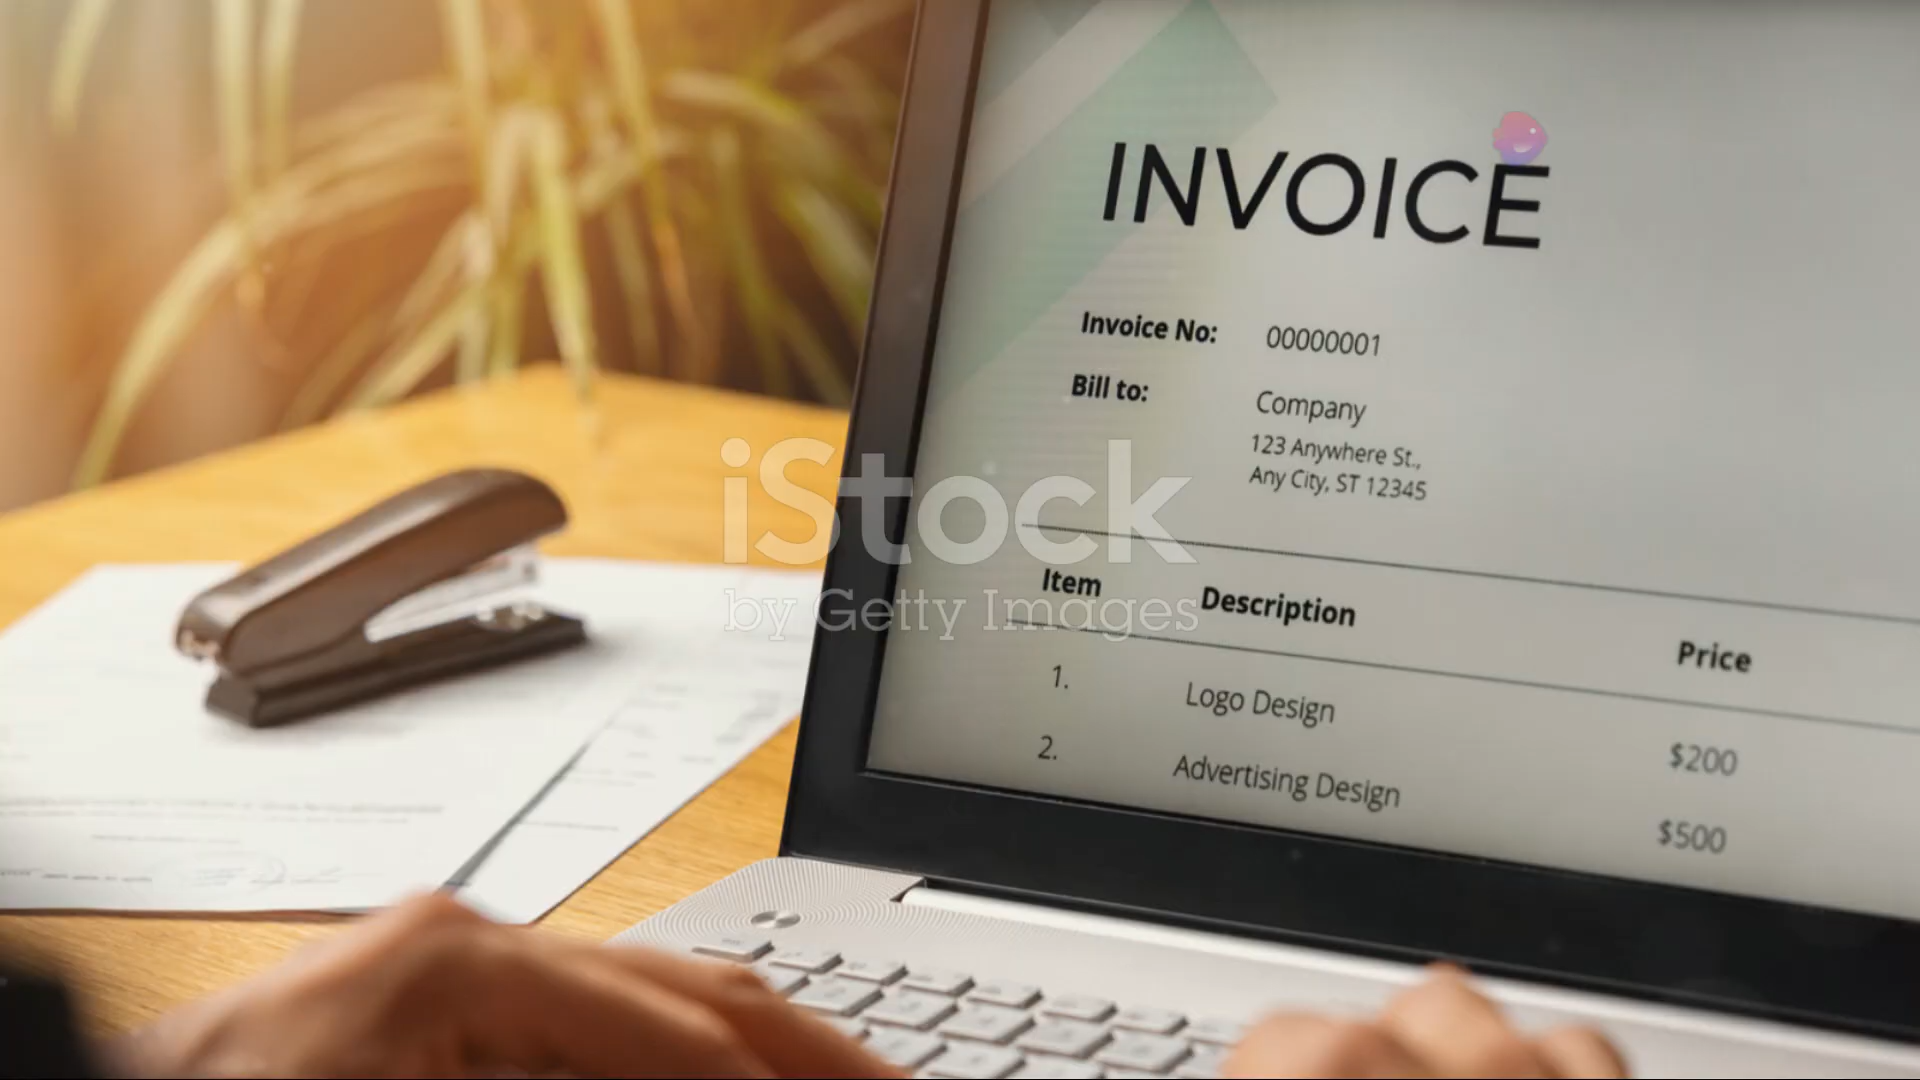 INVOICE
Invoice No: 00000001
Bill to: Company
123 Anywhere St.,
Any City, ST 12345
iStock
by Getty Images
Item Description Price
1. Logo Design $200
2. Advertising Design $500